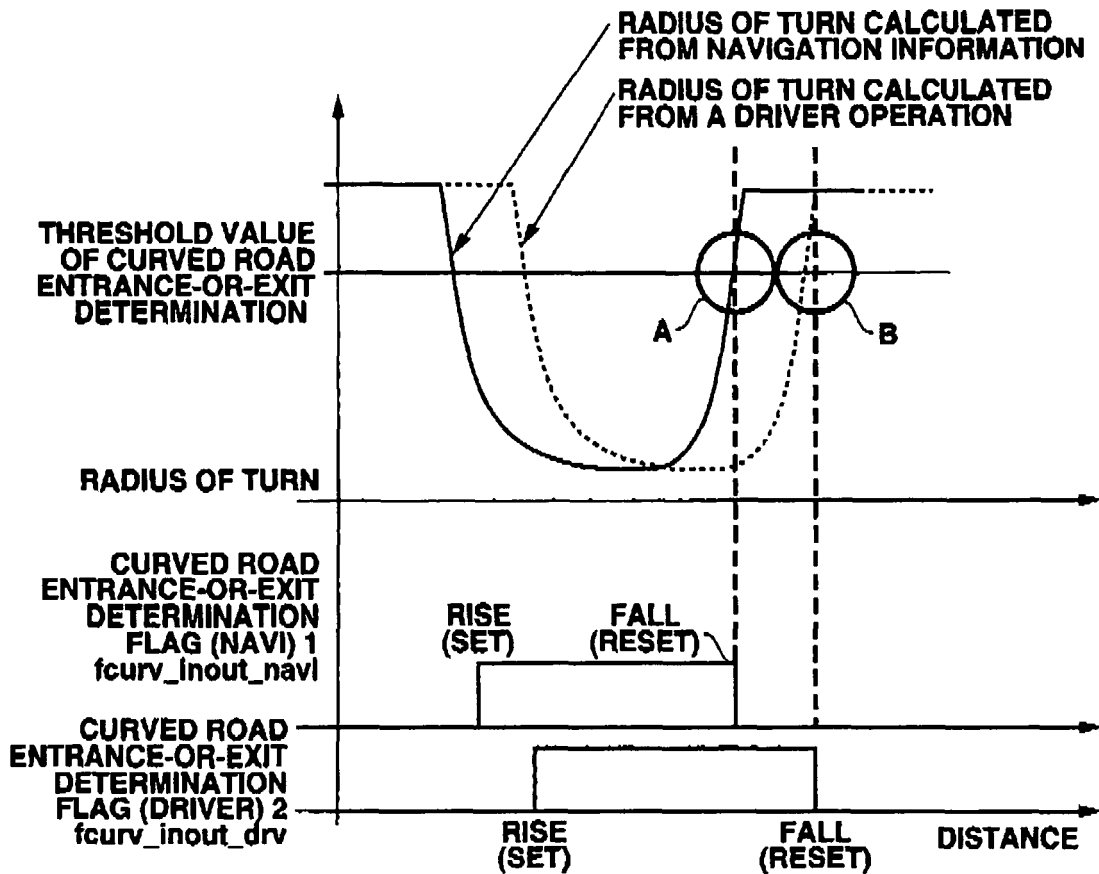 RADIUS OF TURN CALCULATED
FROM NAVIGATION INFORMATION
RADIUS OF TURN CALCULATED
FROM A DRIVER OPERATION
THRESHOLD VALUE
OF CURVED ROAD
ENTRANCE-OR-EXIT
DETERMINATION
A
B
RADIUS OF TURN
CURVED ROAD
ENTRANCE-OR-EXIT
DETERMINATION
FLAG (NAVI) 1
fcurv_inout_navi
RISE
(SET)
FALL
(RESET)
CURVED ROAD
ENTRANCE-OR-EXIT
DETERMINATION
FLAG (DRIVER) 2
fcurv_inout_drv
RISE
(SET)
FALL
(RESET)
DISTANCE